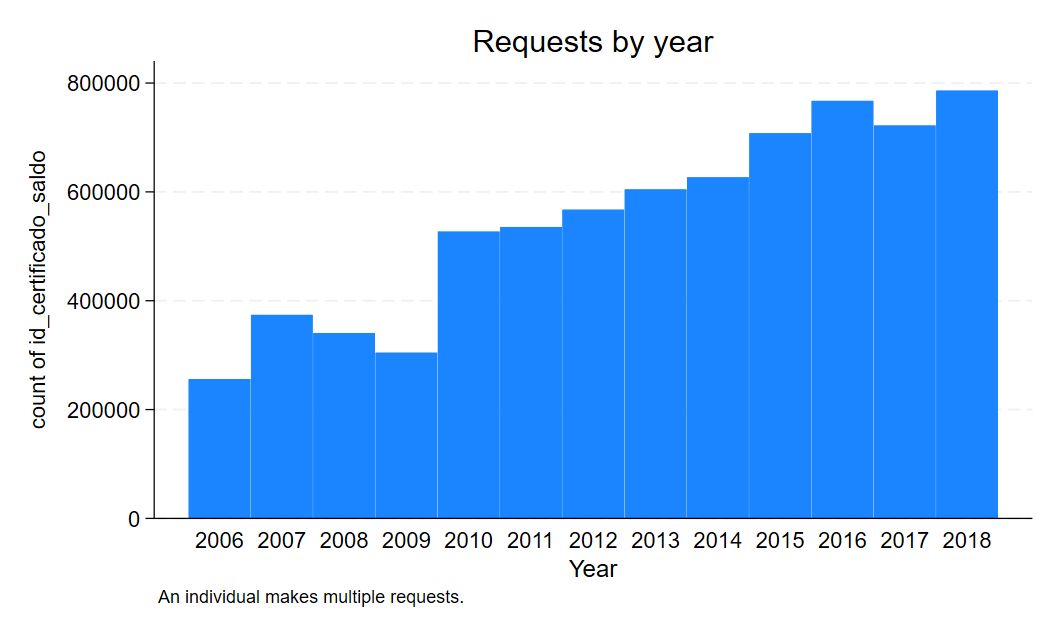 Requests by year
800000
600000
400000
200000
0
count of id_certificado_saldo
2006 2007 2008 2009 2010 2011 2012 2013 2014 2015 2016 2017 2018
Year
An individual makes multiple requests.